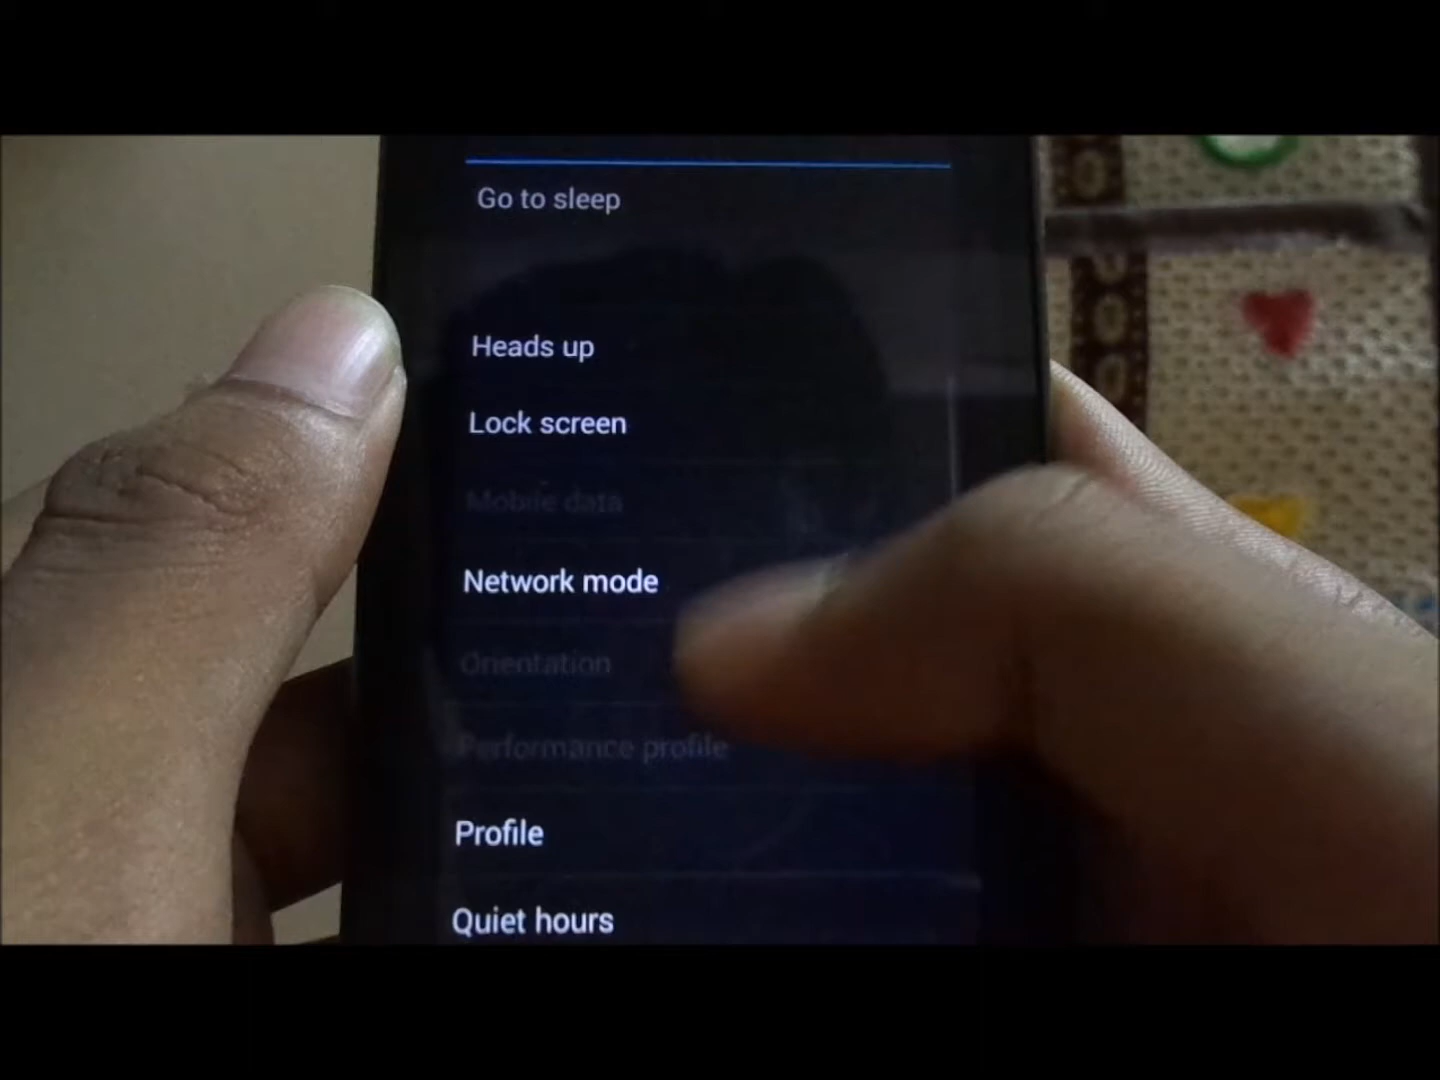 Go to sleep
Heads up
Lock screen
Mobile data
Network mode
Orientation
Performance profile
Profile
Quiet hours